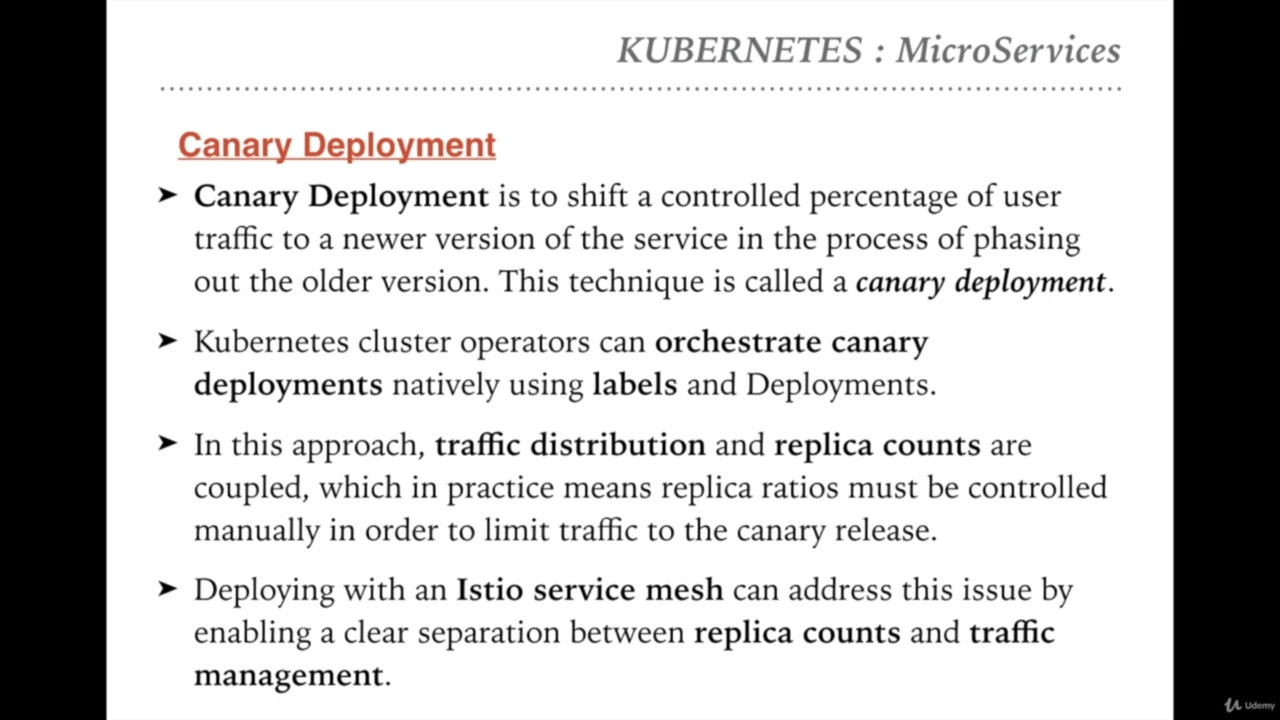 KUBERNETES : MicroServices
Canary Deployment
➤ Canary Deployment is to shift a controlled percentage of user
traffic to a newer version of the service in the process of phasing
out the older version. This technique is called a canary deployment.
➤ Kubernetes cluster operators can orchestrate canary
deployments natively using labels and Deployments.
➤ In this approach, traffic distribution and replica counts are
coupled, which in practice means replica ratios must be controlled
manually in order to limit traffic to the canary release.
➤ Deploying with an Istio service mesh can address this issue by
enabling a clear separation between replica counts and traffic
management.
Udemy